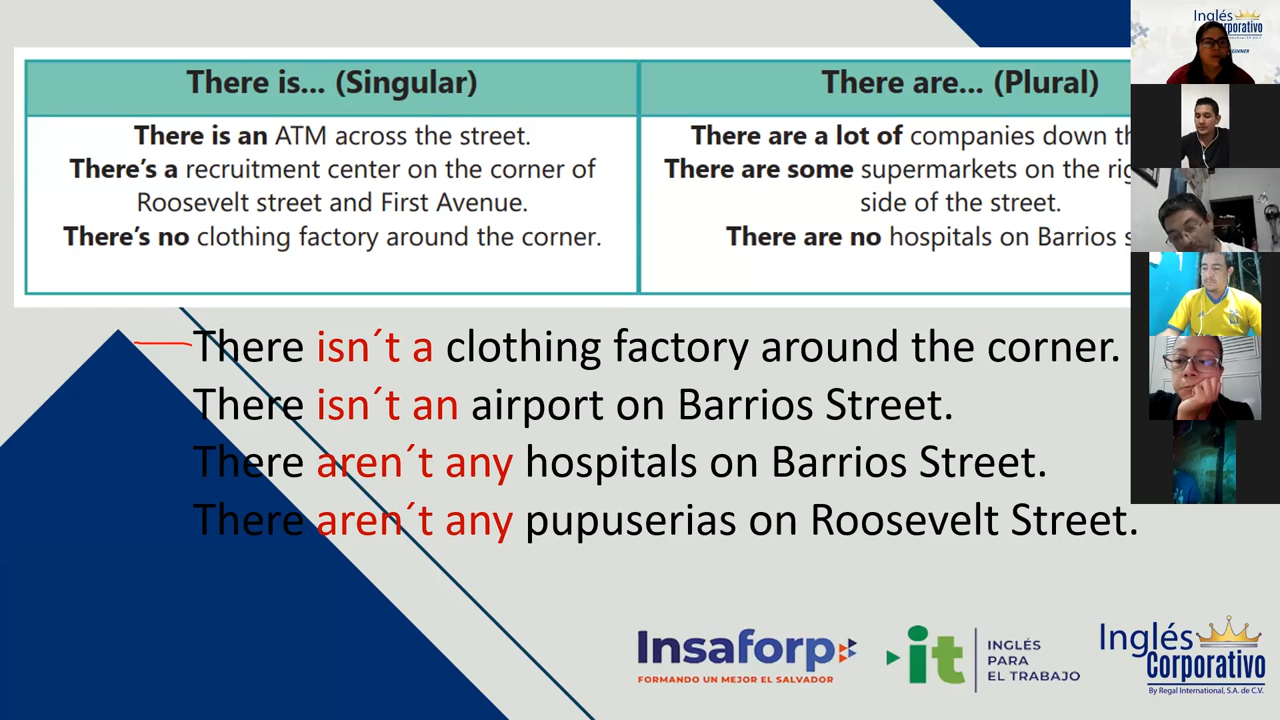 There is... (Singular)
There are... (Plural)
There is an ATM across the street.
There's a recruitment center on the corner of
Roosevelt street and First Avenue.
There's no clothing factory around the corner.
There are a lot of companies down
There are some supermarkets on the
side of the street.
There are no hospitals on Barrios
There isn´t a clothing factory around the corner.
There isn´t an airport on Barrios Street.
There aren´t any hospitals on Barrios Street.
There aren´t any pupuserias on Roosevelt Street.
Insaforp
FORMANDO UN MEJOR EL SALVADOR
it
INGLÉS
PARA
EL TRABAJO
Inglés
Corporativo
By Regal International, S.A. de C.V.
Inglés
Corporativo